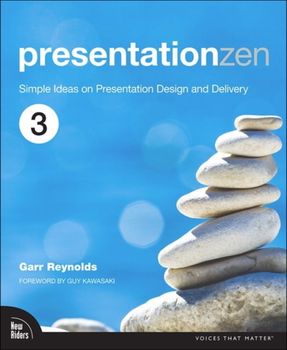 presentationzen
Simple Ideas on Presentation Design and Delivery
3
Garr Reynolds
FOREWORD BY GUY KAWASAKI
New
Riders
VOICES THAT MATTER™